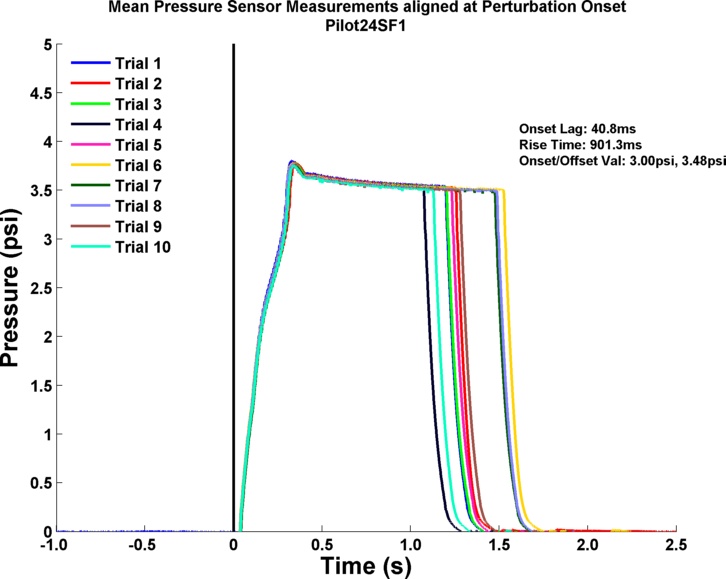 Mean Pressure Sensor Measurements aligned at Perturbation Onset
Pilot24SF1
5
4.5
4
3.5
3
2.5
2
1.5
1
0.5
0
Pressure (psi)
Trial 1
Trial 2
Trial 3
Trial 4
Trial 5
Trial 6
Trial 7
Trial 8
Trial 9
Trial 10
Onset Lag: 40.8ms
Rise Time: 901.3ms
Onset/Offset Val: 3.00psi, 3.48psi
-1.0 -0.5 0 0.5 1.0 1.5 2.0 2.5
Time (s)